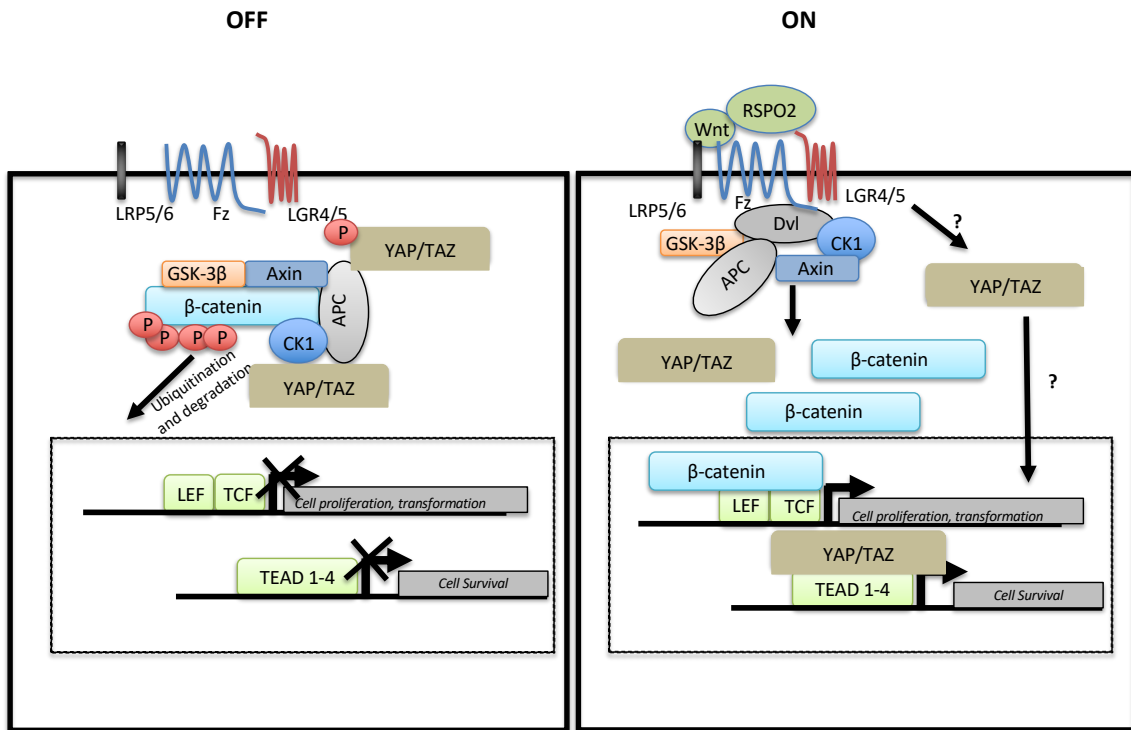 OFF
LRP5/6
Fz
LGR4/5
P
YAP/TAZ
GSK-3β
Axin
β-catenin
APC
P
P
P
P
CK1
YAP/TAZ
Ubiquitination
and degradation
LEF
TCF
Cell proliferation, transformation
TEAD 1-4
Cell Survival
ON
RSPO2
Wnt
LRP5/6
Fz
LGR4/5
Dvl
?
GSK-3β
CK1
APC
Axin
YAP/TAZ
YAP/TAZ
β-catenin
?
β-catenin
β-catenin
LEF
TCF
Cell proliferation, transformation
YAP/TAZ
TEAD 1-4
Cell Survival